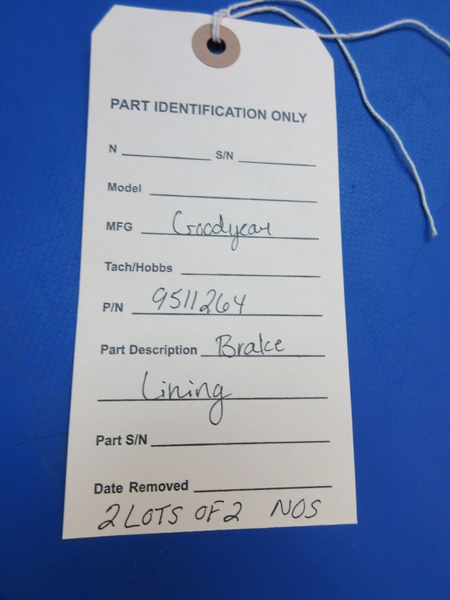 PART IDENTIFICATION ONLY
N S/N
Model
MFG Goodyear
Tach/Hobbs
P/N 9511264
Part Description Brake
Lining
Part S/N
Date Removed
2 LOTS OF 2 NOS